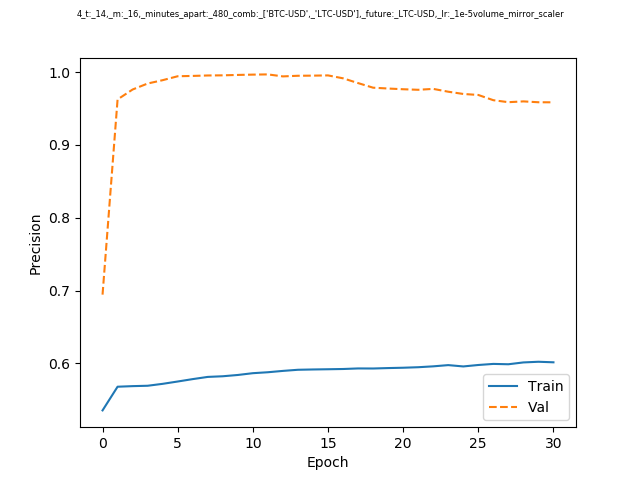 4_t:_14,_m:_16,_minutes_apart:_480_comb:_['BTC-USD',_'LTC-USD'],_future:_LTC-USD,_lr:_1e-5volume_mirror_scaler
1.0
0.9
0.8
0.7
0.6
Precision
Train
Val
0 5 10 15 20 25 30
Epoch